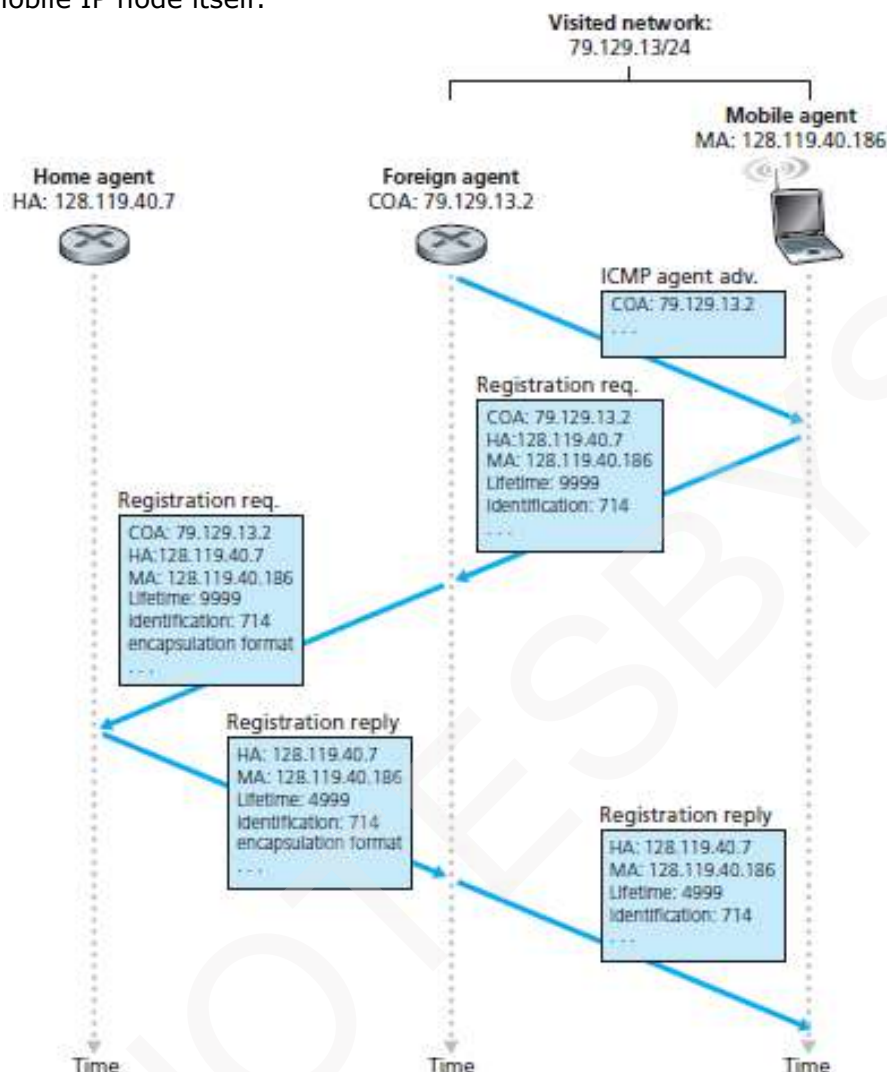 mobile IP node itself.
Visited network:
79.129.13/24
Mobile agent
MA: 128.119.40.186
Home agent
HA: 128.119.40.7
Foreign agent
COA: 79.129.13.2
ICMP agent adv.
COA: 79.129.13.2
. . .
Registration req.
COA: 79.129.13.2
HA:128.119.40.7
MA: 128.119.40.186
Lifetime: 9999
identification: 714
. . .
Registration req.
COA: 79.129.13.2
HA:128.119.40.7
MA: 128.119.40.186
Lifetime: 9999
identification: 714
encapsulation format
. . .
Registration reply
HA: 128.119.40.7
MA: 128.119.40.186
Lifetime: 4999
identification: 714
encapsulation format
. . .
Registration reply
HA: 128.119.40.7
MA: 128.119.40.186
Lifetime: 4999
identification: 714
. . .
Time
Time
Time